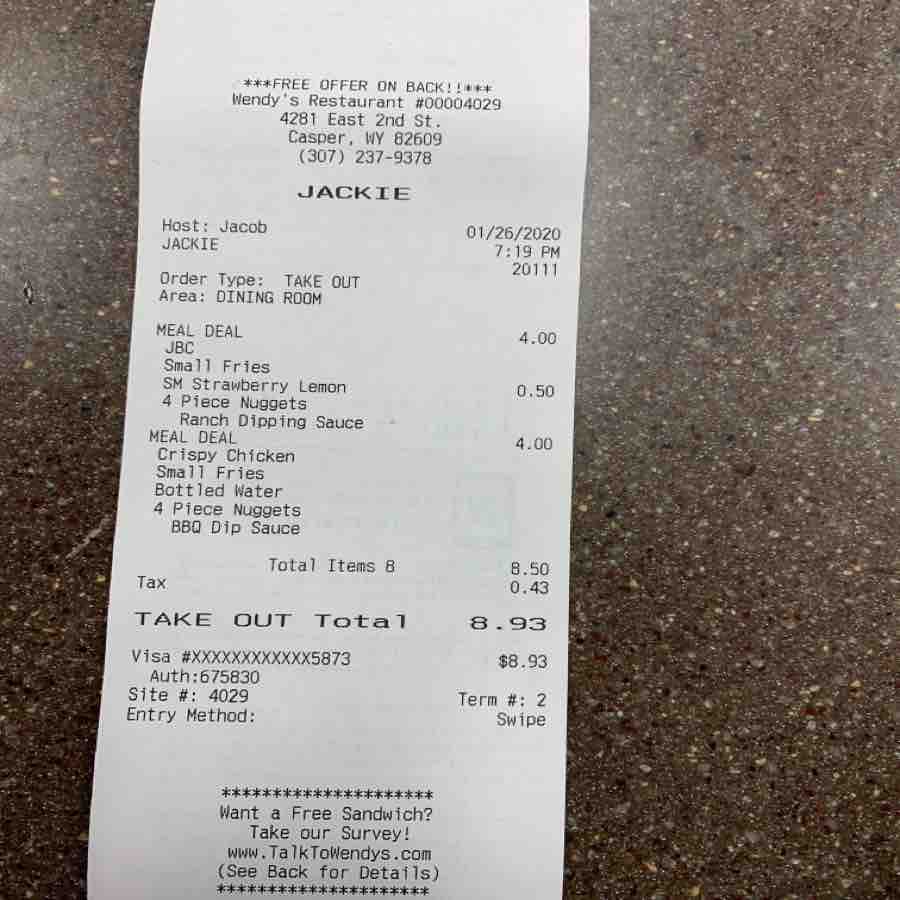 ***FREE OFFER ON BACK!!***
Wendy's Restaurant #00004029
4281 East 2nd St.
Casper, WY 82609
(307) 237-9378
JACKIE
Host: Jacob 01/26/2020
JACKIE 7:19 PM
20111
Order Type: TAKE OUT
Area: DINING ROOM
MEAL DEAL 4.00
JBC
Small Fries
SM Strawberry Lemon 0.50
4 Piece Nuggets
Ranch Dipping Sauce
MEAL DEAL 4.00
Crispy Chicken
Small Fries
Bottled Water
4 Piece Nuggets
BBQ Dip Sauce
Total Items 8 8.50
Tax 0.43
TAKE OUT Total 8.93
Visa #XXXXXXXXXXXX5873 $8.93
Auth:675830
Site #: 4029 Term #: 2
Entry Method: Swipe
*********************
Want a Free Sandwich?
Take our Survey!
www.TalkToWendys.com
(See Back for Details)
*********************